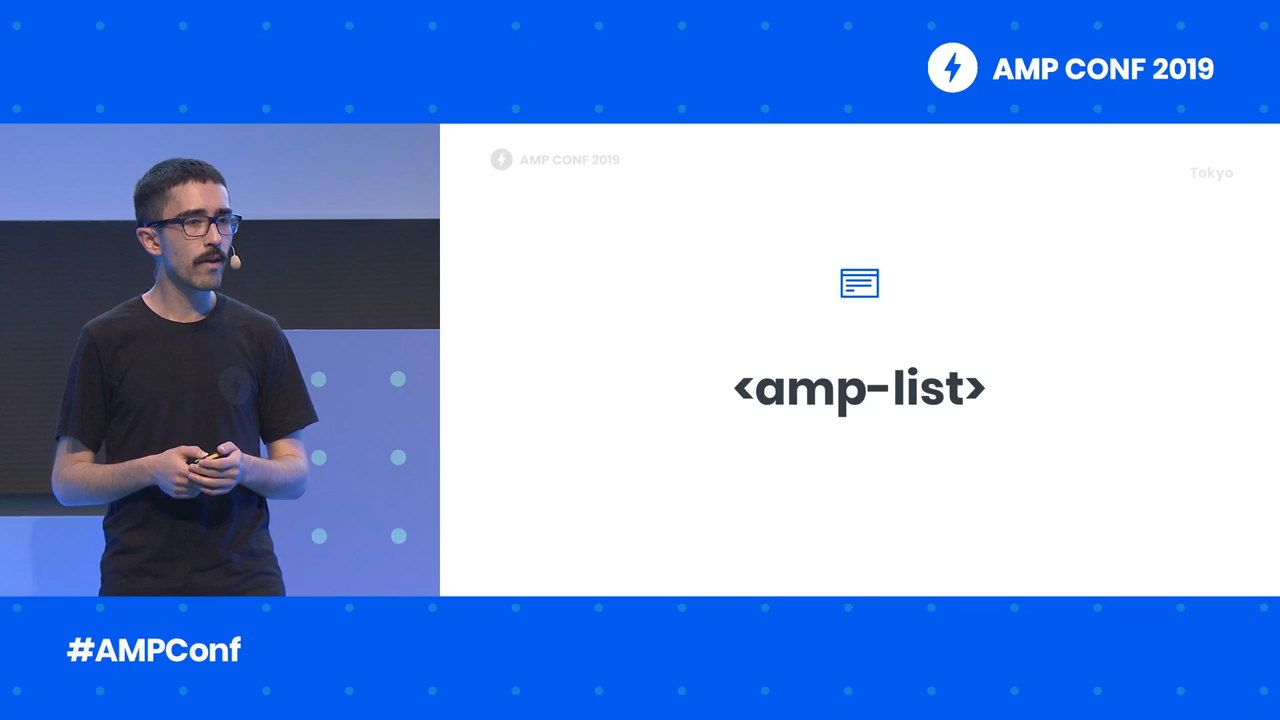 AMP CONF 2019
AMP CONF 2019
Tokyo
<amp-list>
#AMPConf